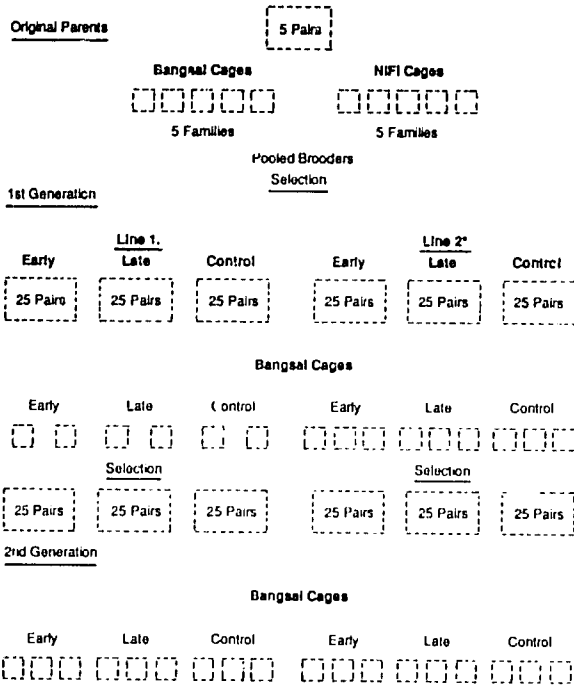 Original Parents
5 Pairs
Bangsal Cages NIFI Cages
5 Families 5 Families
Pooled Brooders
Selection
1st Generation
Line 1. Line 2*
Early Late Control Early Late Control
25 Pairs 25 Pairs 25 Pairs 25 Pairs 25 Pairs 25 Pairs
Bangsal Cages
Early Late Control Early Late Control
Selection Selection
25 Pairs 25 Pairs 25 Pairs 25 Pairs 25 Pairs 25 Pairs
2nd Generation
Bangsal Cages
Early Late Control Early Late Control